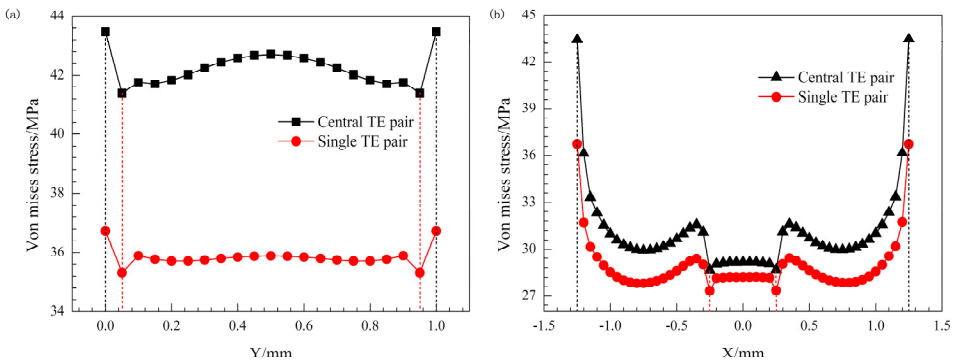 (a)
Von mises stress/MPa
44
42
40
38
36
34
Central TE pair
Single TE pair
0.0 0.2 0.4 0.6 0.8 1.0
Y/mm
(b)
Von mises stress/MPa
45
42
39
36
33
30
27
Central TE pair
Single TE pair
-1.5 -1.0 -0.5 0.0 0.5 1.0 1.5
X/mm